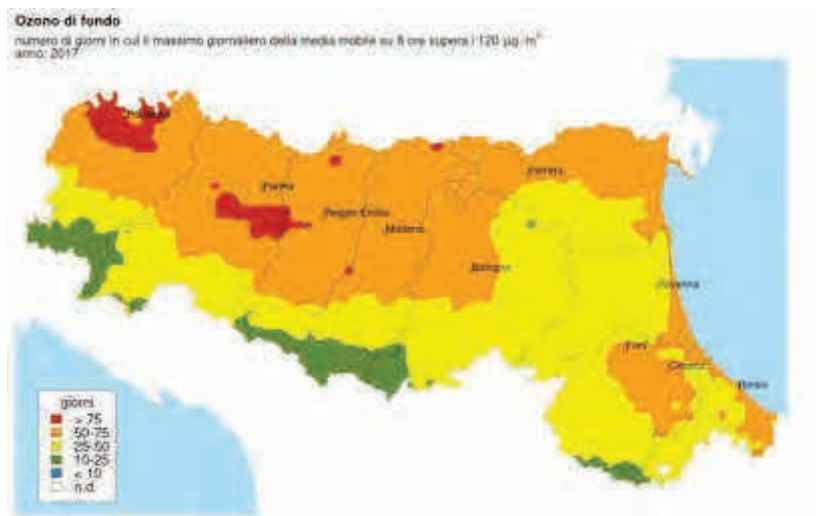 Ozono di fondo
numero di giorni in cui il massimo giornaliero della media mobile su 8 ore supera i 120 µg/m³
anno: 2017
Piacenza
Parma
Reggio Emilia
Modena
Ferrara
Bologna
Ravenna
Forlì
Cesena
Rimini
giorni
> 75
50-75
25-50
10-25
< 10
n.d.